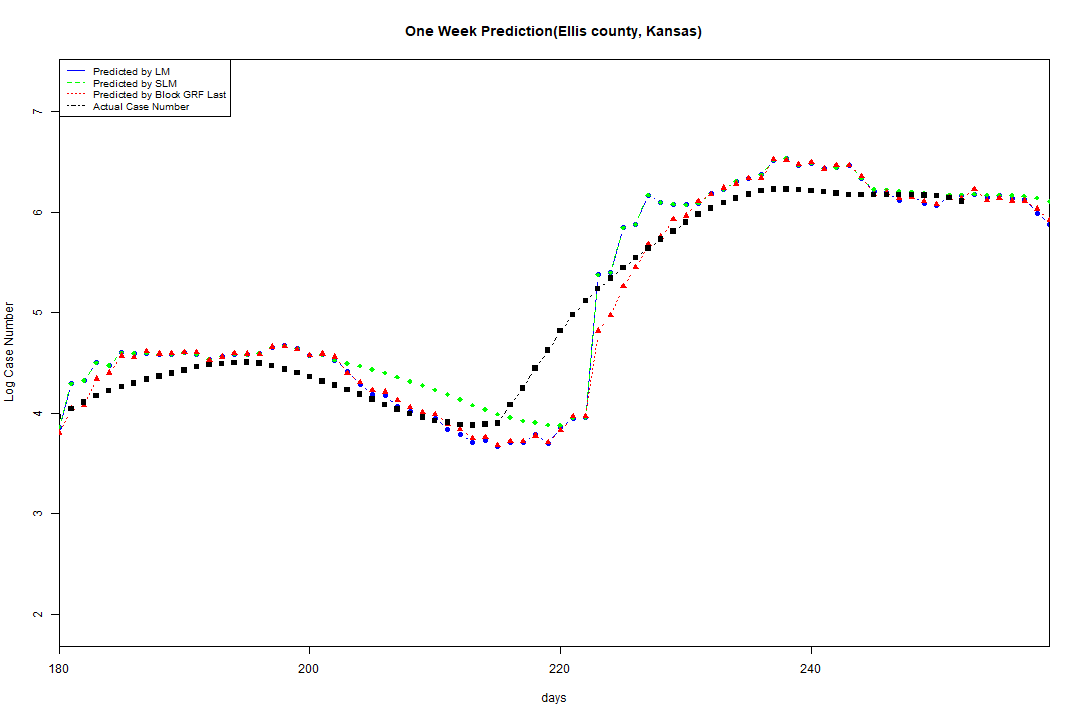 One Week Prediction(Ellis county, Kansas)
Predicted by LM
Predicted by SLM
Predicted by Block GRF Last
Actual Case Number
7
6
5
4
3
2
Log Case Number
180 200 220 240
days